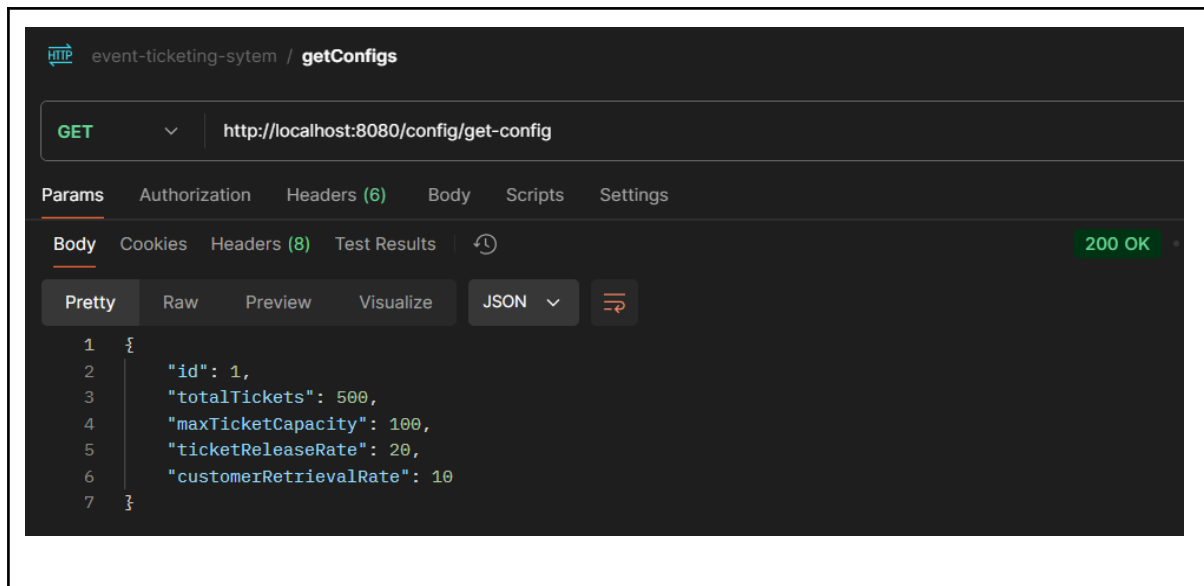 HTTP event-ticketing-sytem / getConfigs
GET http://localhost:8080/config/get-config
Params Authorization Headers (6) Body Scripts Settings
Body Cookies Headers (8) Test Results 200 OK
Pretty Raw Preview Visualize JSON
1 {
2 "id": 1,
3 "totalTickets": 500,
4 "maxTicketCapacity": 100,
5 "ticketReleaseRate": 20,
6 "customerRetrievalRate": 10
7 }